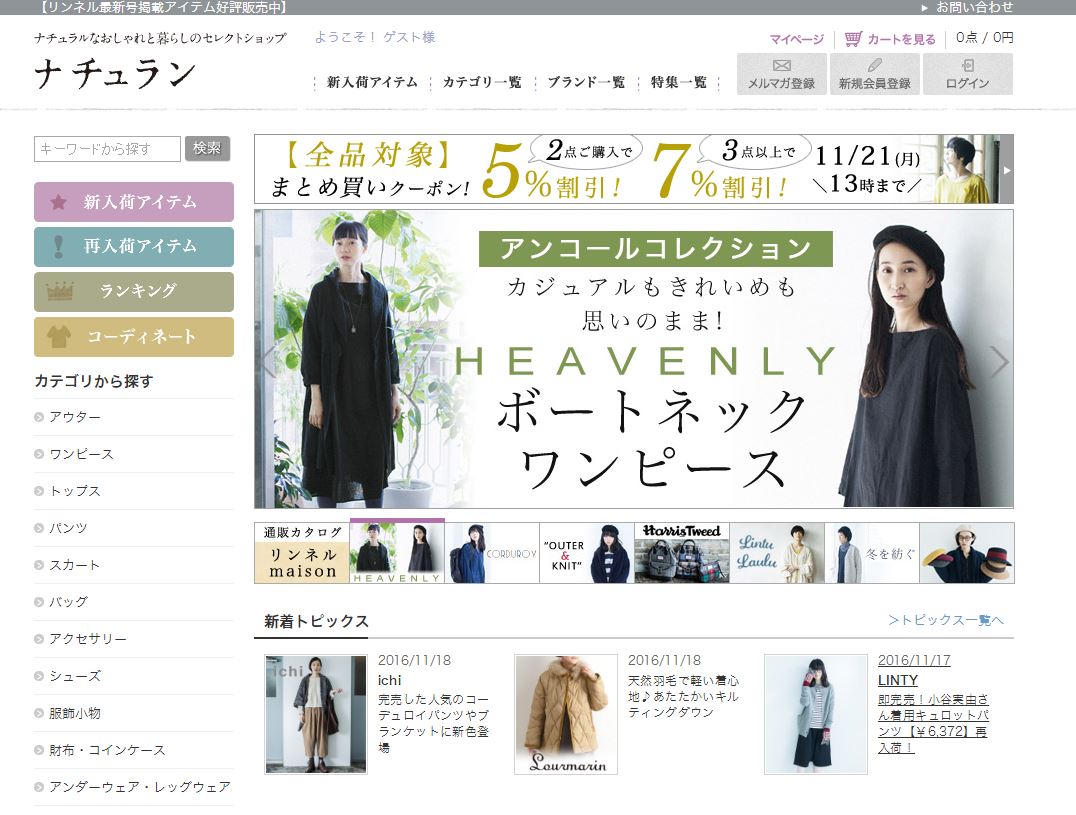 【リンネル最新号掲載アイテム好評販売中】
お問い合わせ
ナチュラルなおしゃれと暮らしのセレクトショップ
ようこそ！ ゲスト様
マイページ
カートを見る
0点 / 0円
ナチュラン
新入荷アイテム
カテゴリ一覧
ブランド一覧
特集一覧
メルマガ登録
新規会員登録
ログイン
キーワードから探す
検索
新入荷アイテム
再入荷アイテム
ランキング
コーディネート
カテゴリから探す
アウター
ワンピース
トップス
パンツ
スカート
バッグ
アクセサリー
シューズ
服飾小物
財布・コインケース
アンダーウェア・レッグウェア
【全品対象】
まとめ買いクーポン!
2点ご購入で
5%割引!
3点以上で
7%割引!
11/21(月)
＼13時まで／
アンコールコレクション
カジュアルもきれいめも
思いのまま!
HEAVENLY
ボートネック
ワンピース
通販カタログ
リンネル
maison
HEAVENLY
CORDUROY
"OUTER
&
KNIT"
HarrisTweed
Lintu
Laulu
冬を紡ぐ
新着トピックス
＞トピックス一覧へ
ichi
2016/11/18
ichi
完売した人気のコー
デュロイパンツやブ
ランケットに新色登
場
Lourmarin
2016/11/18
天然羽毛で軽い着心
地♪あたたかいキル
ティングダウン
2016/11/17
LINTY
即完売！小谷実由さ
ん着用キュロットパ
ンツ【￥6,372】再
入荷！